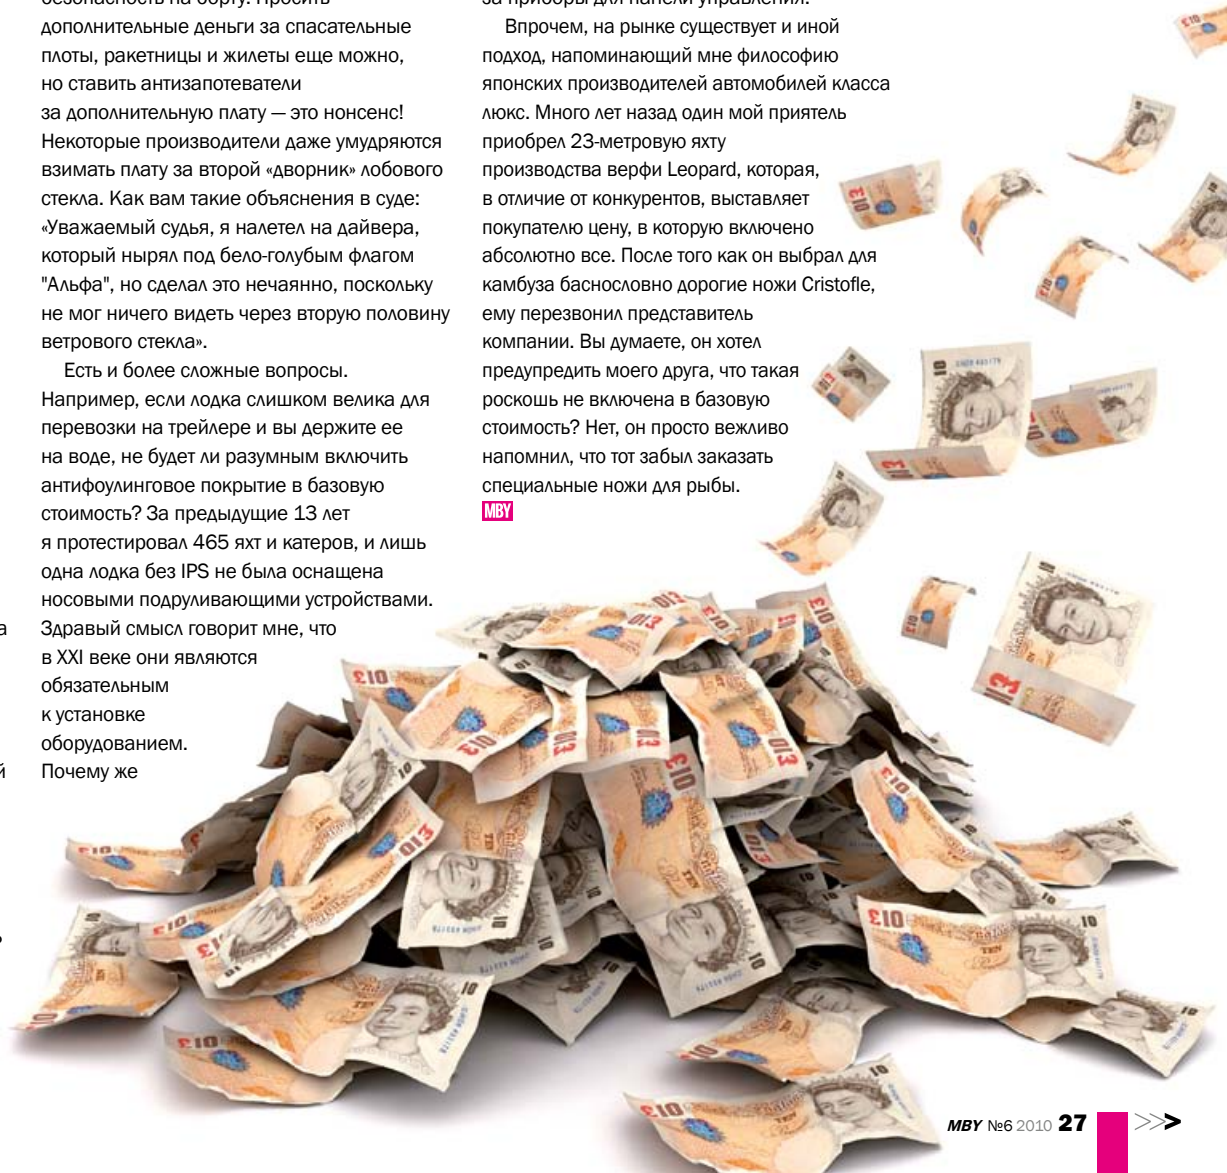 дополнительные деньги за спасательные
плоты, ракетницы и жилеты еще можно,
но ставить антизапотеватели
за дополнительную плату — это нонсенс!
Некоторые производители даже умудряются
взимать плату за второй «дворник» лобового
стекла. Как вам такие объяснения в суде:
«Уважаемый судья, я налетел на дайвера,
который нырял под бело-голубым флагом
"Альфа", но сделал это нечаянно, поскольку
не мог ничего видеть через вторую половину
ветрового стекла».
Есть и более сложные вопросы.
Например, если лодка слишком велика для
перевозки на трейлере и вы держите ее
на воде, не будет ли разумным включить
антифоулинговое покрытие в базовую
стоимость? За предыдущие 13 лет
я протестировал 465 яхт и катеров, и лишь
одна лодка без IPS не была оснащена
носовыми подруливающими устройствами.
Здравый смысл говорит мне, что
в XXI веке они являются
обязательным
к установке
оборудованием.
Почему же
за приборы для панели управления.
Впрочем, на рынке существует и иной
подход, напоминающий мне философию
японских производителей автомобилей класса
люкс. Много лет назад один мой приятель
приобрел 23-метровую яхту
производства верфи Leopard, которая,
в отличие от конкурентов, выставляет
покупателю цену, в которую включено
абсолютно все. После того как он выбрал для
камбуза баснословно дорогие ножи Cristofle,
ему перезвонил представитель
компании. Вы думаете, он хотел
предупредить моего друга, что такая
роскошь не включена в базовую
стоимость? Нет, он просто вежливо
напомнил, что тот забыл заказать
специальные ножи для рыбы.
MBY
£10
10
TEN
MBY №6 2010 27 >>>